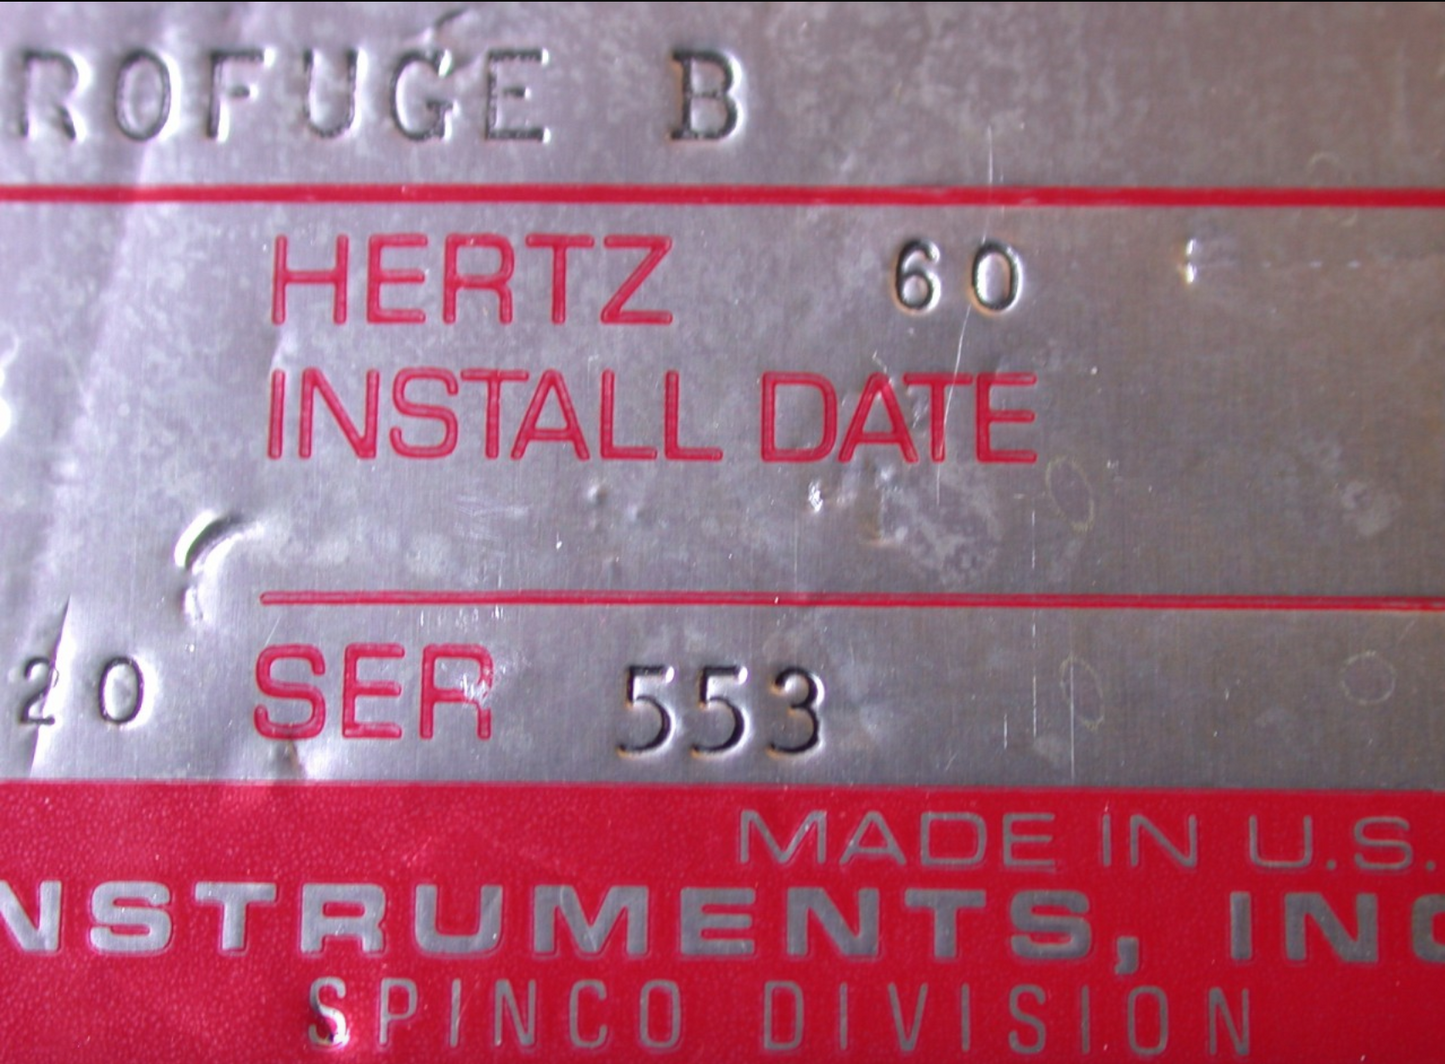 ROFUGE B
HERTZ 60
INSTALL DATE
20 SER 553
MADE IN U.S.
NSTRUMENTS, INC
SPINCO DIVISION